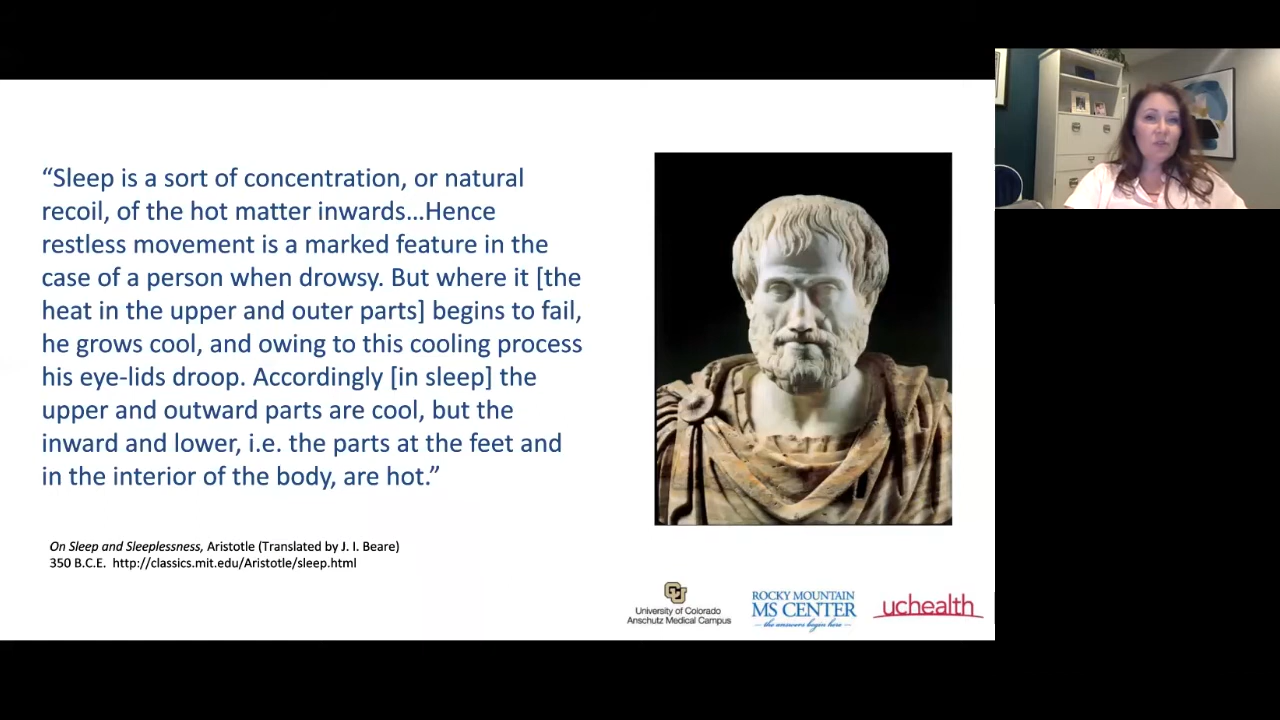 “Sleep is a sort of concentration, or natural
recoil, of the hot matter inwards...Hence
restless movement is a marked feature in the
case of a person when drowsy. But where it [the
heat in the upper and outer parts] begins to fail,
he grows cool, and owing to this cooling process
his eye-lids droop. Accordingly [in sleep] the
upper and outward parts are cool, but the
inward and lower, i.e. the parts at the feet and
in the interior of the body, are hot.”
On Sleep and Sleeplessness, Aristotle (Translated by J. I. Beare)
350 B.C.E. http://classics.mit.edu/Aristotle/sleep.html
CU
University of Colorado
Anschutz Medical Campus
ROCKY MOUNTAIN
MS CENTER
the answers begin here
uchealth